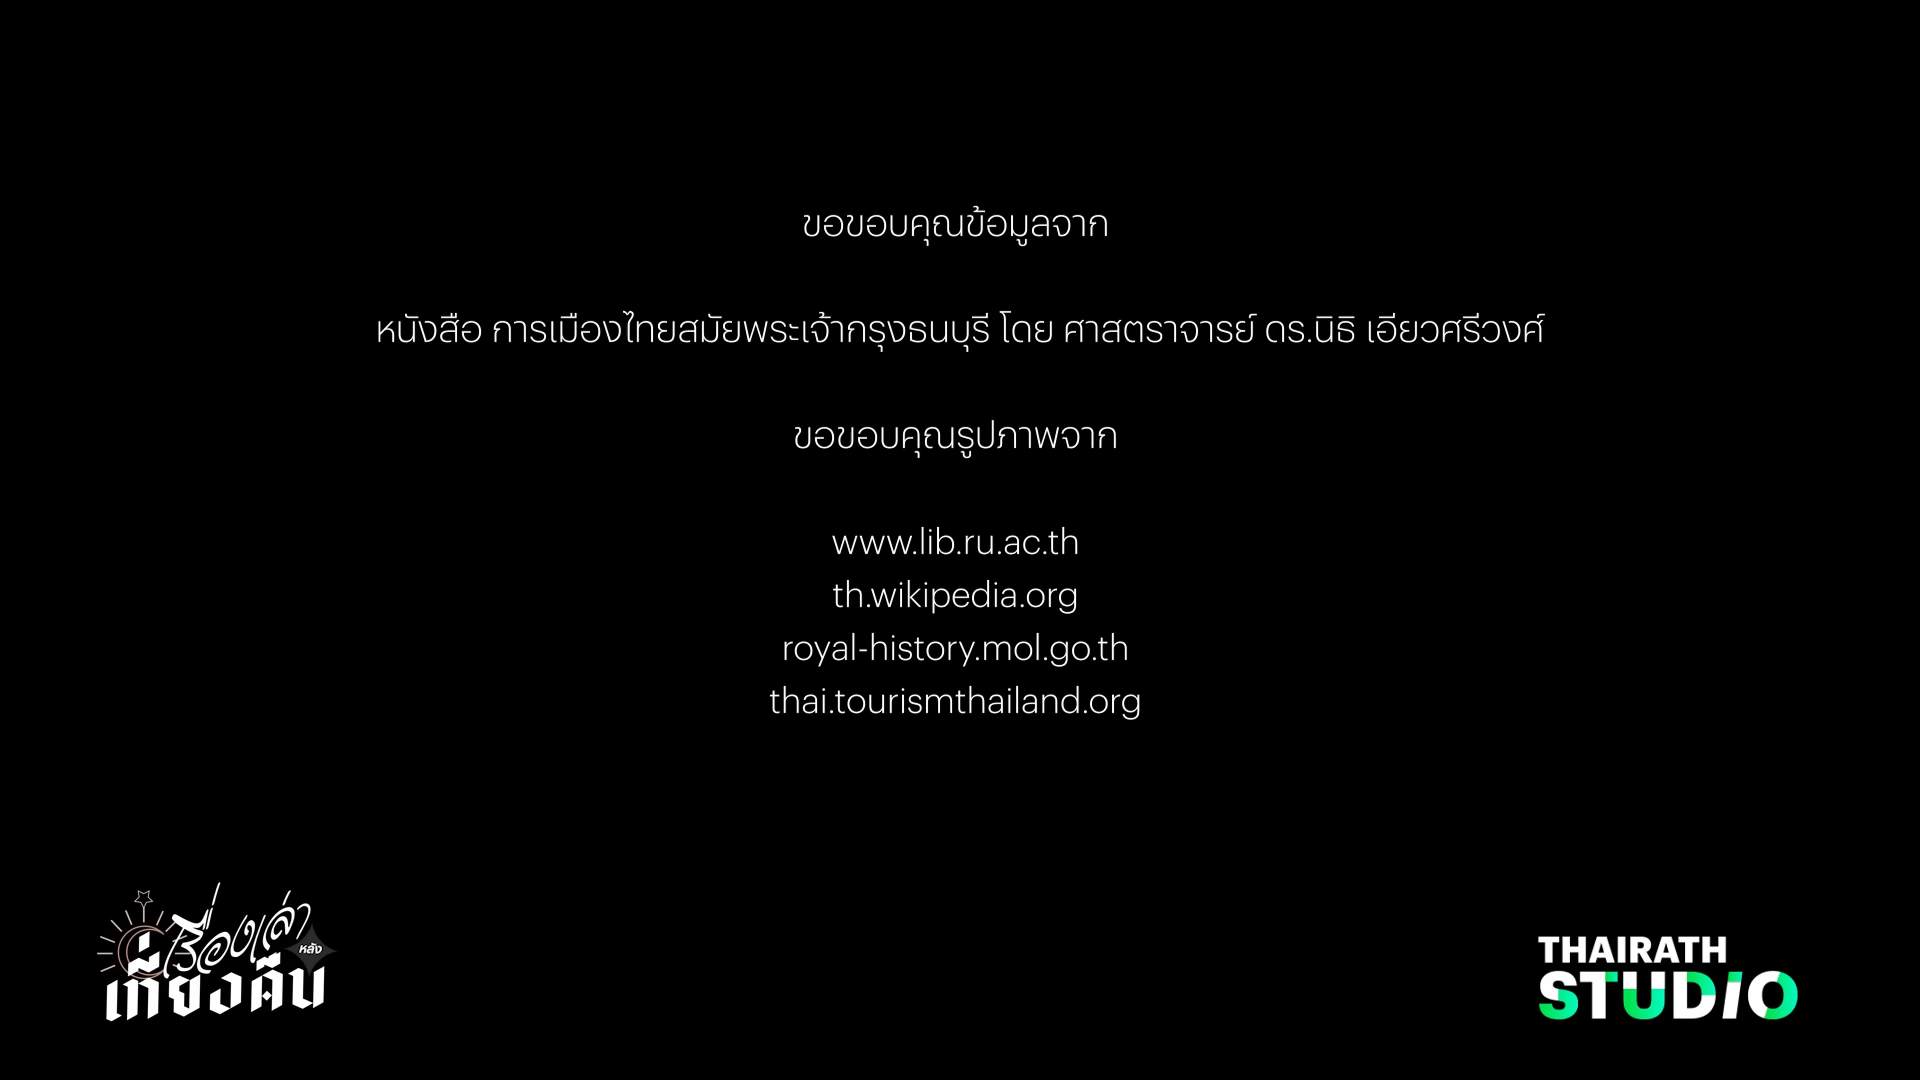 ขอขอบคุณข้อมูลจาก
หนังสือ การเมืองไทยสมัยพระเจ้ากรุงธนบุรี โดย ศาสตราจารย์ ดร.นิธิ เอียวศรีวงศ์
ขอขอบคุณรูปภาพจาก
www.lib.ru.ac.th
th.wikipedia.org
royal-history.mol.go.th
thai.tourismthailand.org
เรื่องเล่า
หลัง
เที่ยงคืน
THAIRATH
STUDIO